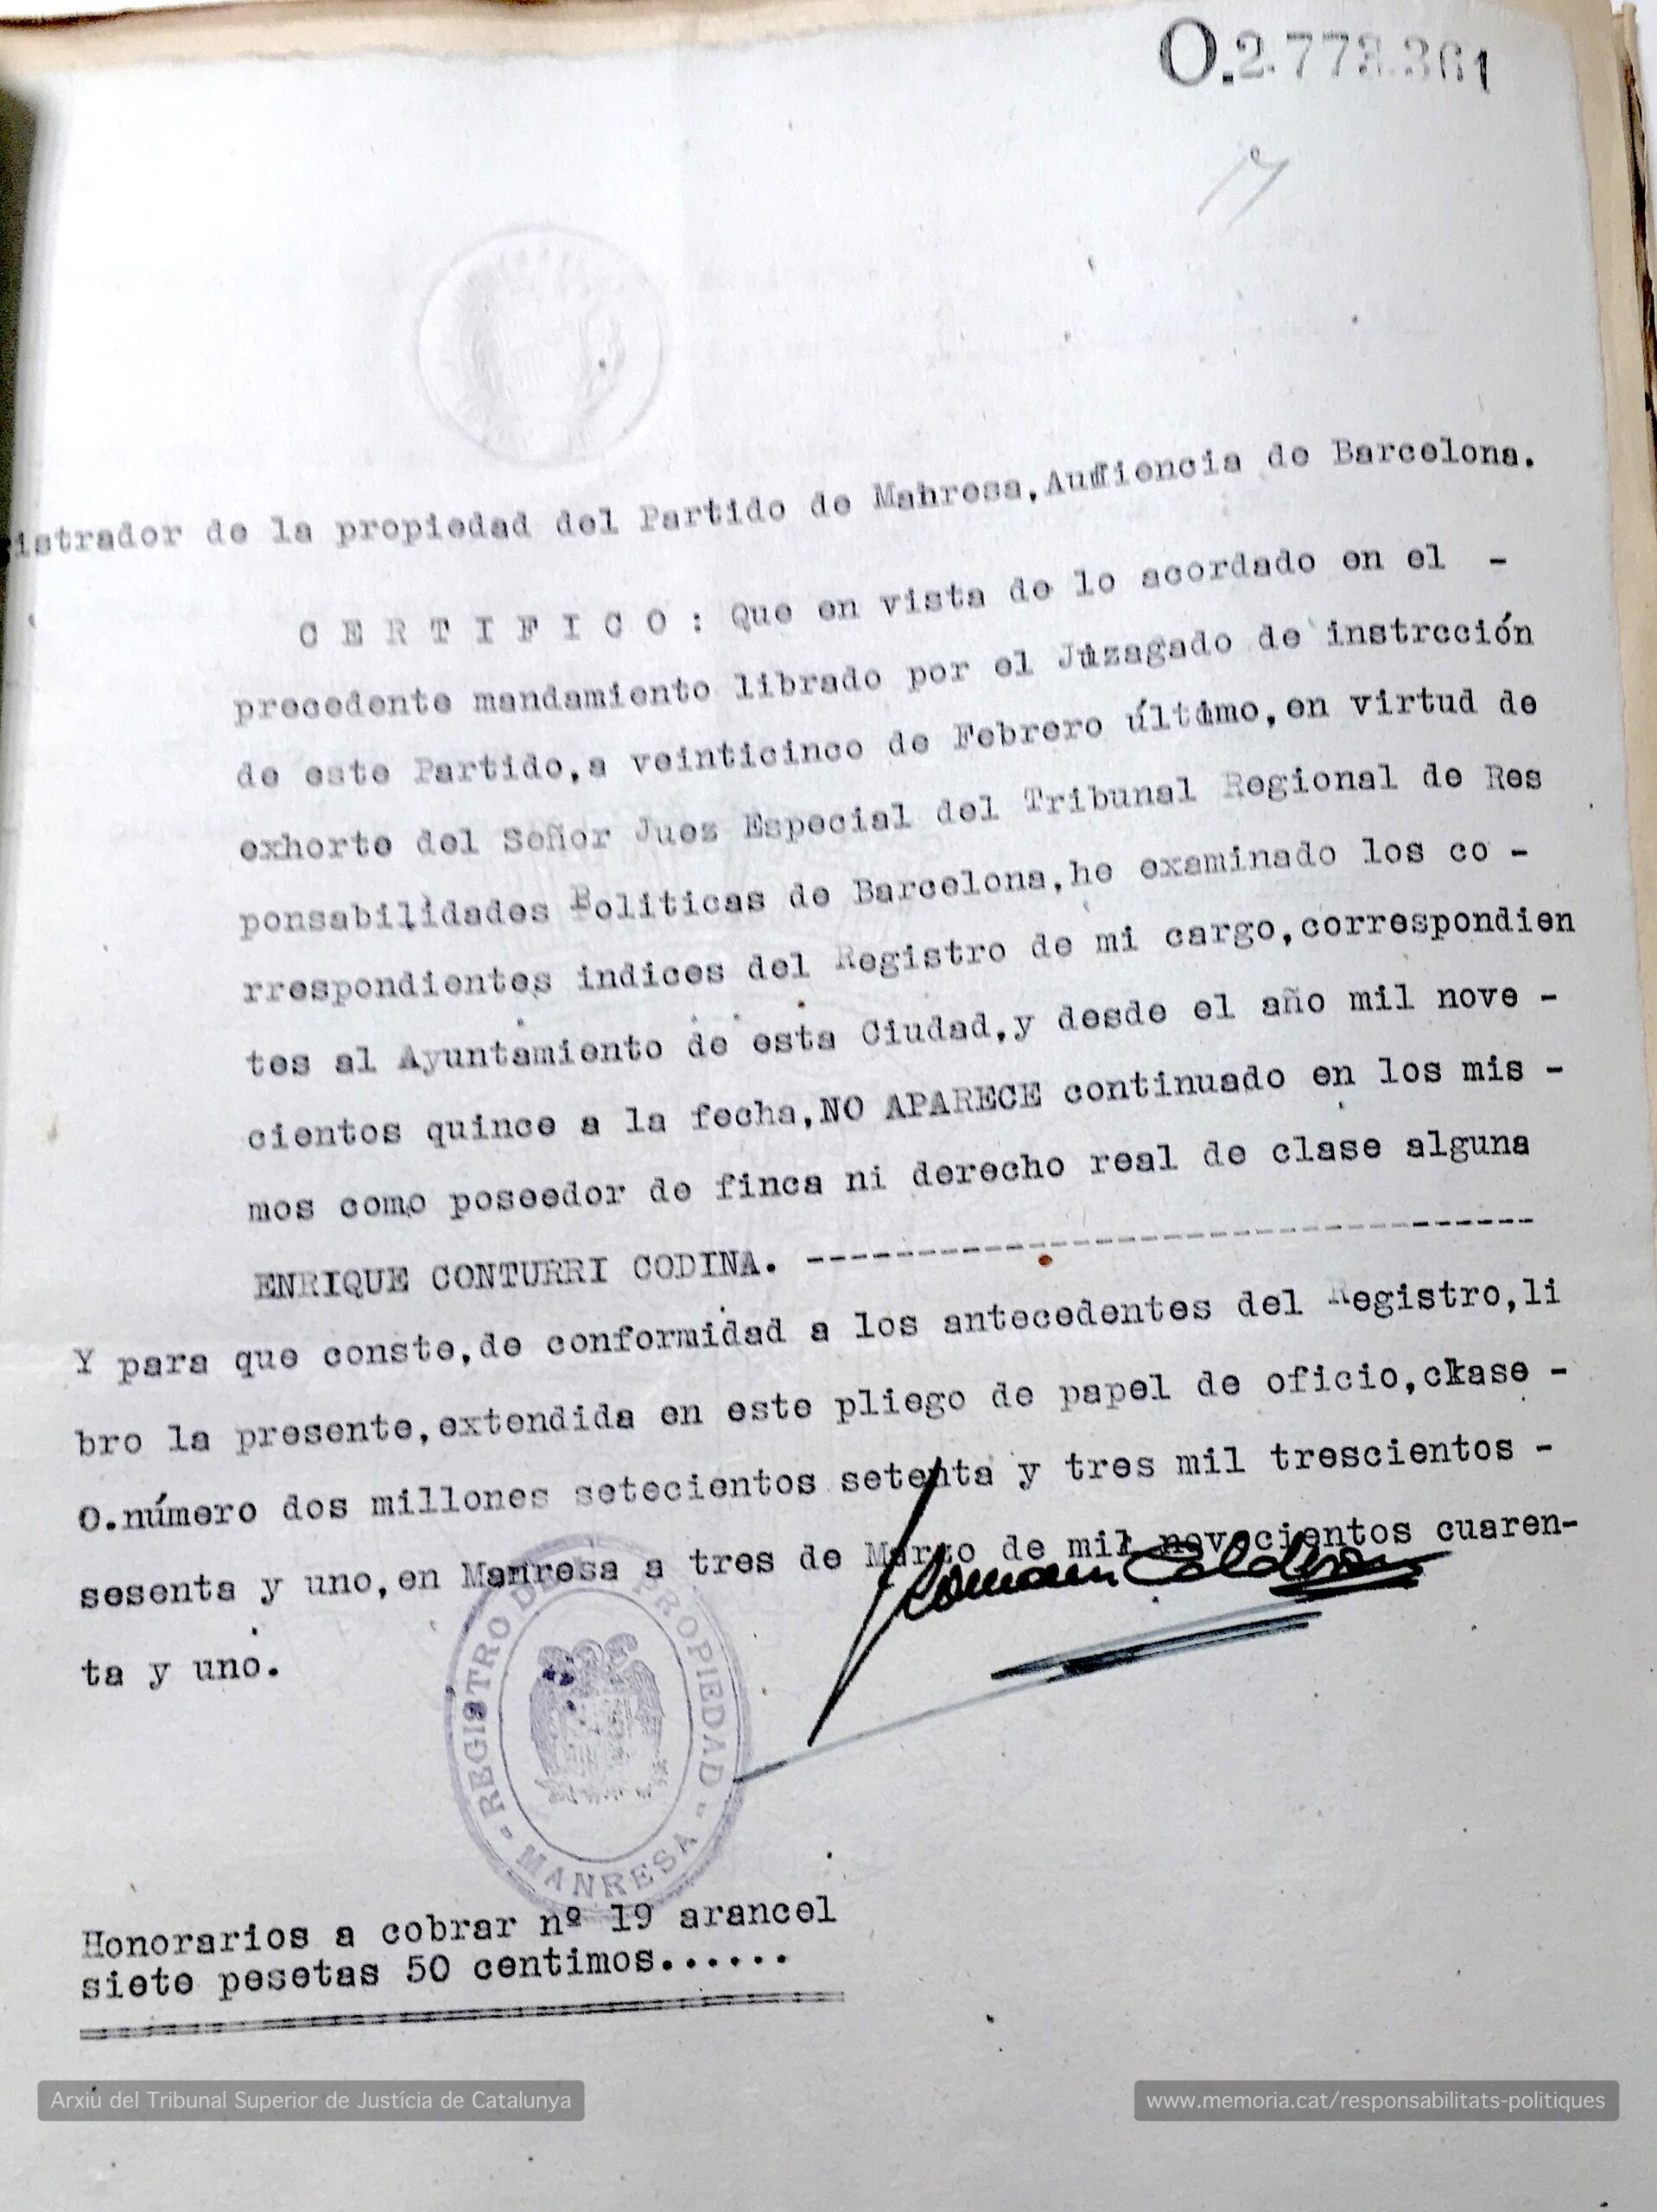 O.2.773.361
17
istrador de la propiedad del Partido de Mahresa, Audiencia de Barcelona.
C E R T I F I C O : Que en vista de lo acordado en el -
precedente mandamiento librado por el Juzagado de instrcción
de este Partido, a veinticinco de Febrero último, en virtud de
exhorto del Señor Juez Especial del Tribunal Regional de Res
ponsabilidades Politicas de Barcelona, he examinado los co -
rrespondientes indices del Registro de mi cargo, correspondien
tes al Ayuntamiento de esta Ciudad, y desde el año mil nove -
cientos quince a la fecha, NO APARECE continuado en los mis -
mos como poseedor de finca ni derecho real de clase alguna
ENRIQUE CONTURRI CODINA. ------------------------------
Y para que conste, de conformidad a los antecedentes del Registro, li
bro la presente, extendida en este pliego de papel de oficio, clase -
O. número dos millones setecientos setenta y tres mil trescientos -
sesenta y uno, en Manresa a tres de Marzo de mil novecientos cuaren-
ta y uno.
REGISTRO DE PROPIEDAD - MANRESA -
Honorarios a cobrar nº 19 arancel
siete pesetas 50 centimos......
Arxiu del Tribunal Superior de Justícia de Catalunya
www.memoria.cat/responsabilitats-politiques